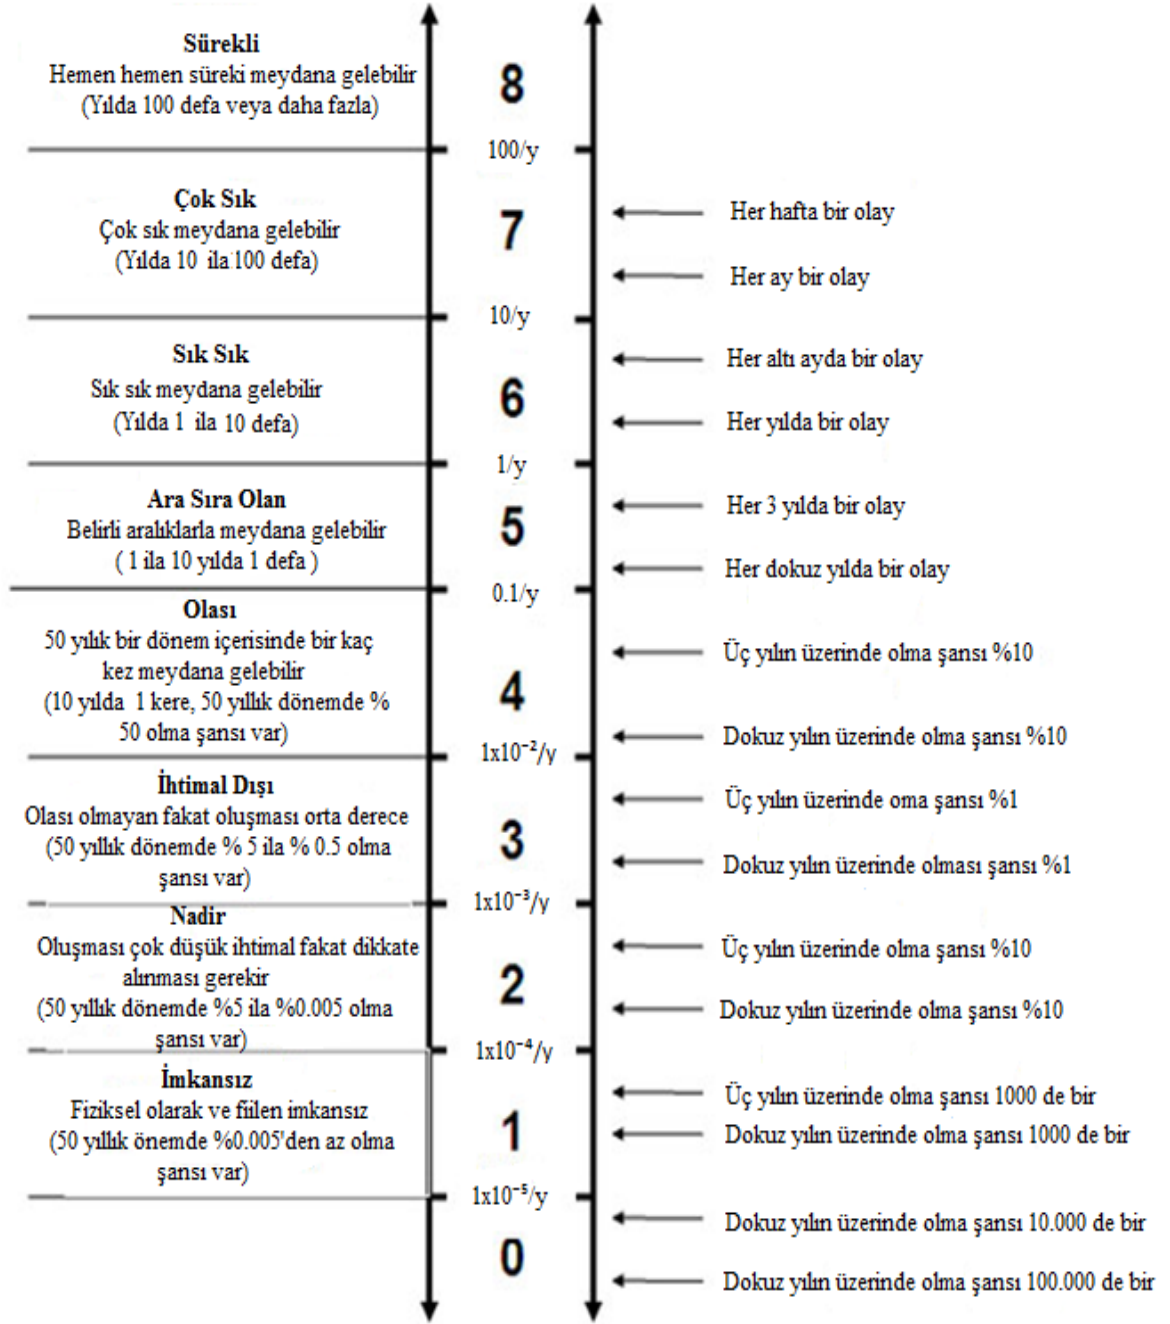 Sürekli
Hemen hemen süreki meydana gelebilir
(Yılda 100 defa veya daha fazla)
8
100/y
Çok Sık
Çok sık meydana gelebilir
(Yılda 10 ila 100 defa)
7
Her hafta bir olay
Her ay bir olay
10/y
Sık Sık
Sık sık meydana gelebilir
(Yılda 1 ila 10 defa)
6
Her altı ayda bir olay
Her yılda bir olay
1/y
Ara Sıra Olan
Belirli aralıklarla meydana gelebilir
( 1 ila 10 yılda 1 defa )
5
Her 3 yılda bir olay
Her dokuz yılda bir olay
0.1/y
Olası
50 yılık bir dönem içerisinde bir kaç
kez meydana gelebilir
(10 yılda 1 kere, 50 yıllık dönemde %
50 olma şansı var)
4
Üç yılın üzerinde olma şansı %10
Dokuz yılın üzerinde olma şansı %10
1x10⁻²/y
İhtimal Dışı
Olası olmayan fakat oluşması orta derece
(50 yıllık dönemde % 5 ila % 0.5 olma
şansı var)
3
Üç yılın üzerinde oma şansı %1
Dokuz yılın üzerinde olması şansı %1
1x10⁻³/y
Nadir
Oluşması çok düşük ihtimal fakat dikkate
alınması gerekir
(50 yıllık dönemde %5 ila %0.005 olma
şansı var)
2
Üç yılın üzerinde olma şansı %10
Dokuz yılın üzerinde olma şansı %10
1x10⁻⁴/y
İmkansız
Fiziksel olarak ve fiilen imkansız
(50 yıllık önemde %0.005'den az olma
şansı var)
1
Üç yılın üzerinde olma şansı 1000 de bir
Dokuz yılın üzerinde olma şansı 1000 de bir
1x10⁻⁵/y
0
Dokuz yılın üzerinde olma şansı 10.000 de bir
Dokuz yılın üzerinde olma şansı 100.000 de bir